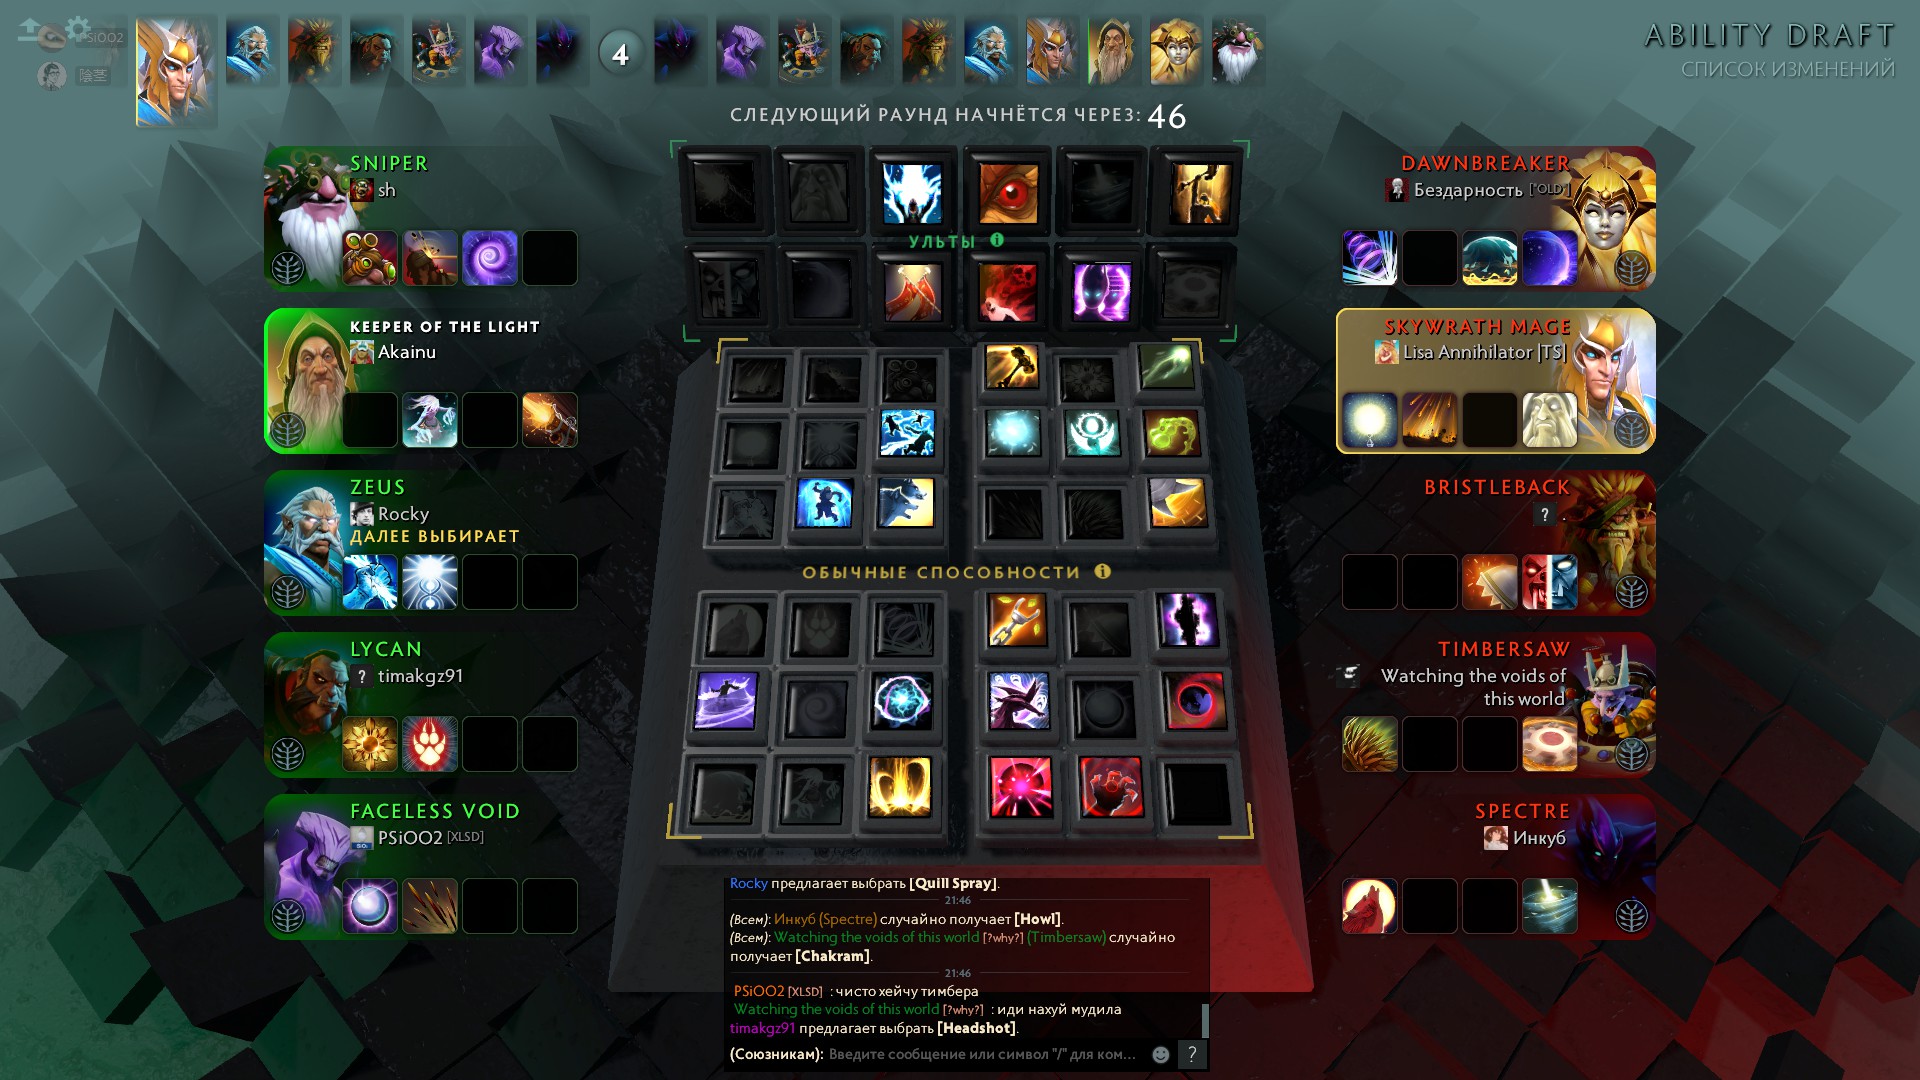 PSiOO2
陰茎
4
ABILITY DRAFT
СПИСОК ИЗМЕНЕНИЙ
СЛЕДУЮЩИЙ РАУНД НАЧНЁТСЯ ЧЕРЕЗ: 46
SNIPER
sh
KEEPER OF THE LIGHT
Akainu
ZEUS
Rocky
ДАЛЕЕ ВЫБИРАЕТ
LYCAN
? timakgz91
FACELESS VOID
PSiOO2 [XLSD]
УЛЬТЫ
ОБЫЧНЫЕ СПОСОБНОСТИ
DAWNBREAKER
Бездарность [*OLD*]
SKYWRATH MAGE
Lisa Annihilator |TS|
BRISTLEBACK
? .
TIMBERSAW
Watching the voids of
this world
SPECTRE
Инкуб
Rocky предлагает выбрать [Quill Spray].
21:46
(Всем): Инкуб (Spectre) случайно получает [Howl].
(Всем): Watching the voids of this world [?why?] (Timbersaw) случайно
получает [Chakram].
21:46
PSiOO2 [XLSD] : чисто хейчу тимбера
Watching the voids of this world [?why?] : иди нахуй мудила
timakgz91 предлагает выбрать [Headshot].
(Союзникам): Введите сообщение или символ "/" для ком... ?